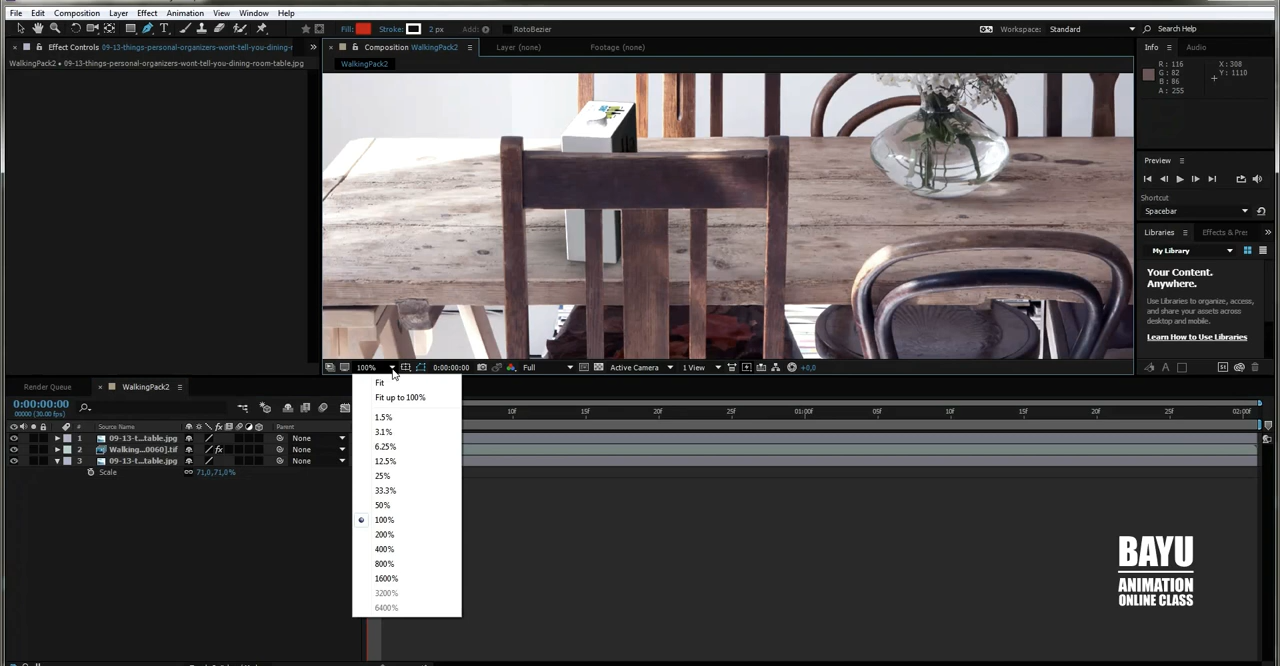 File Edit Composition Layer Effect Animation View Window Help
Fill: Stroke: 2 px Add: RotoBezier Workspace: Standard Search Help
Effect Controls 09-13-things-personal-organizers-wont-tell-you-dining-r
Composition WalkingPack2 Layer (none) Footage (none)
Info Audio
WalkingPack2 • 09-13-things-personal-organizers-wont-tell-you-dining-room-table.jpg
WalkingPack2
R: 116 X: 308
G: 82 Y: 1110
B: 86
A: 255
Preview
Shortcut
Spacebar
Libraries Effects & Pre:
My Library
Your Content.
Anywhere.
Use Libraries to organize, access,
and share your assets across
desktop and mobile.
Learn How to Use Libraries
100% 0:00:00:00 Full Active Camera 1 View +0,0
Render Queue WalkingPack2
0:00:00:00
00000 (30.00 fps)
10f 15f 20f 25f 01:00f 05f 10f 15f 20f 25f 02:00f
# Source Name Parent
1 09-13-t...table.jpg None
2 Walking...0060].tif fx None
3 09-13-t...table.jpg None
Scale 71,0,71,0%
Fit
Fit up to 100%
1.5%
3.1%
6.25%
12.5%
25%
33.3%
50%
100%
200%
400%
800%
1600%
3200%
6400%
BAYU
ANIMATION
ONLINE CLASS